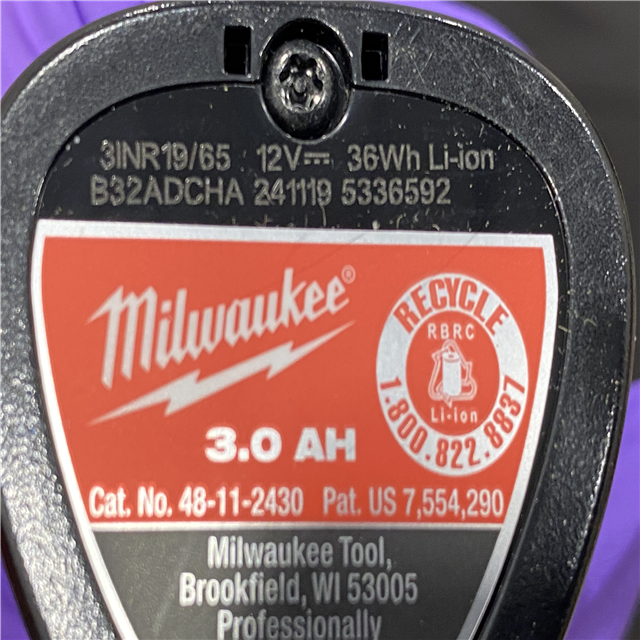 3INR19/65 12V⎓ 36Wh Li-ion
B32ADCHA 241119 5336592
Milwaukee®
RECYCLE
RBRC
Li-ion
1.800.822.8837
3.0 AH
Cat. No. 48-11-2430 Pat. US 7,554,290
Milwaukee Tool,
Brookfield, WI 53005
Professionally